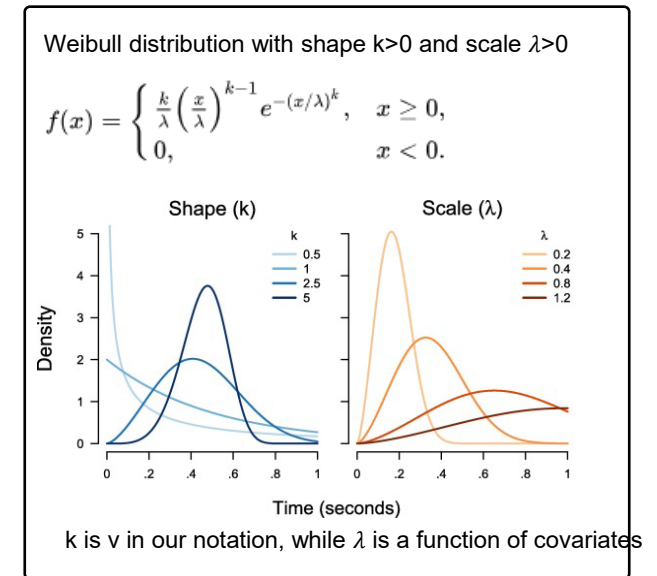 Weibull distribution with shape k>0 and scale λ>0
f(x) = { k/λ (x/λ)^{k−1} e^{−(x/λ)^k}, x ≥ 0,
0, x < 0.
Shape (k)
Density
5
4
3
2
1
0
k
0.5
1
2.5
5
0 .2 .4 .6 .8 1
Scale (λ)
λ
0.2
0.4
0.8
1.2
0 .2 .4 .6 .8 1
Time (seconds)
k is v in our notation, while λ is a function of covariates